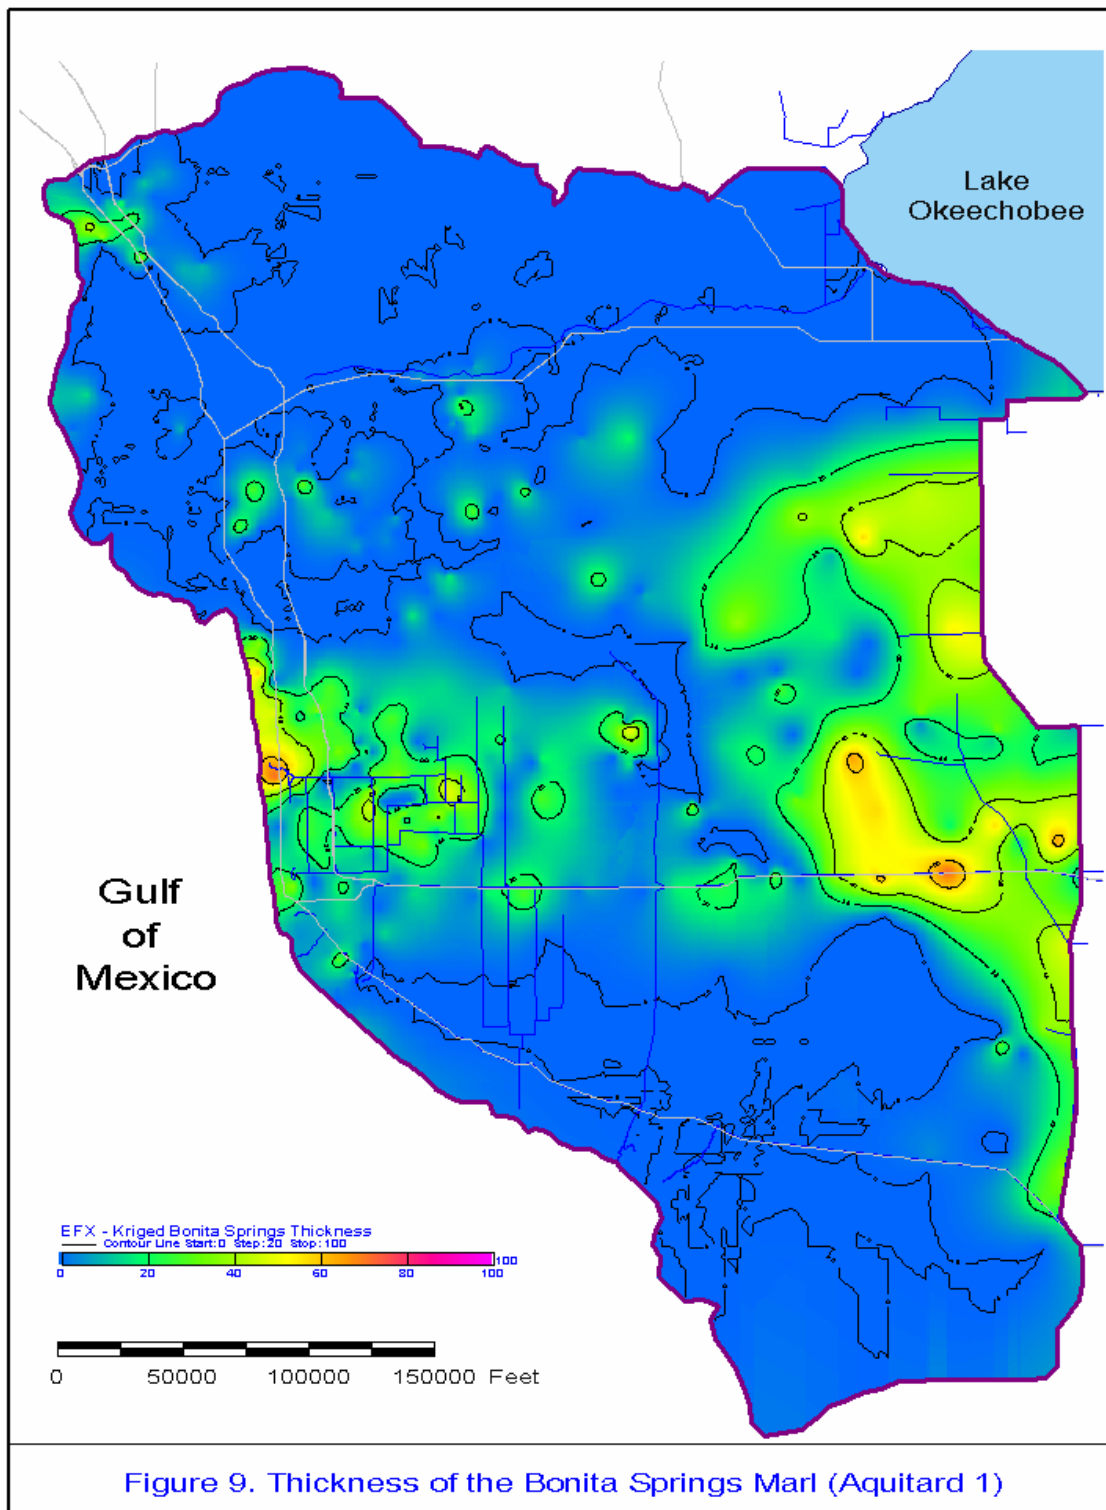 Lake
Okeechobee
Gulf
of
Mexico
EFX - Kriged Bonita Springs Thickness
Contour Line Start: 0 Step: 20 Stop: 100
100
0 20 40 60 80 100
0 50000 100000 150000 Feet
Figure 9. Thickness of the Bonita Springs Marl (Aquitard 1)